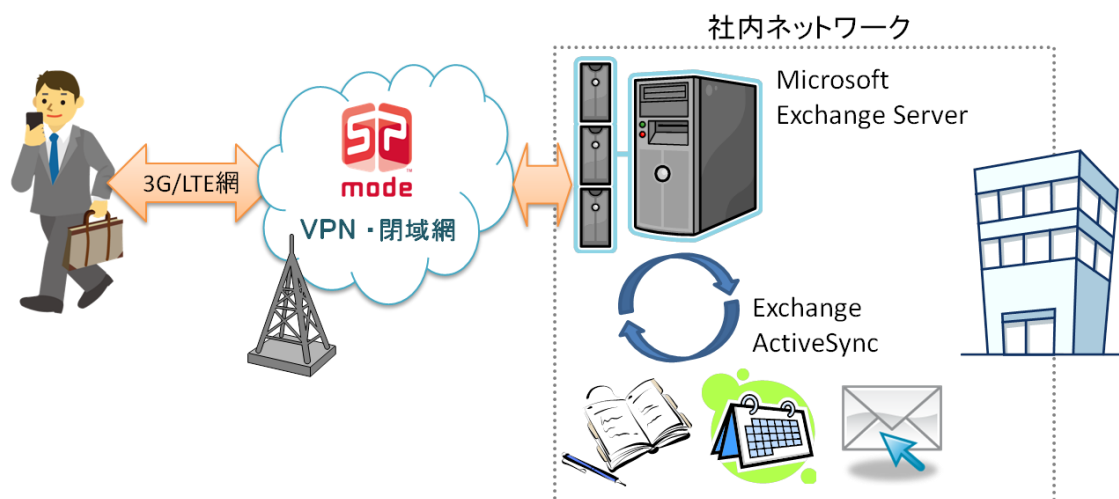 社内ネットワーク
Microsoft
Exchange Server
3G/LTE網
sp
mode
TM
VPN・閉域網
Exchange
ActiveSync